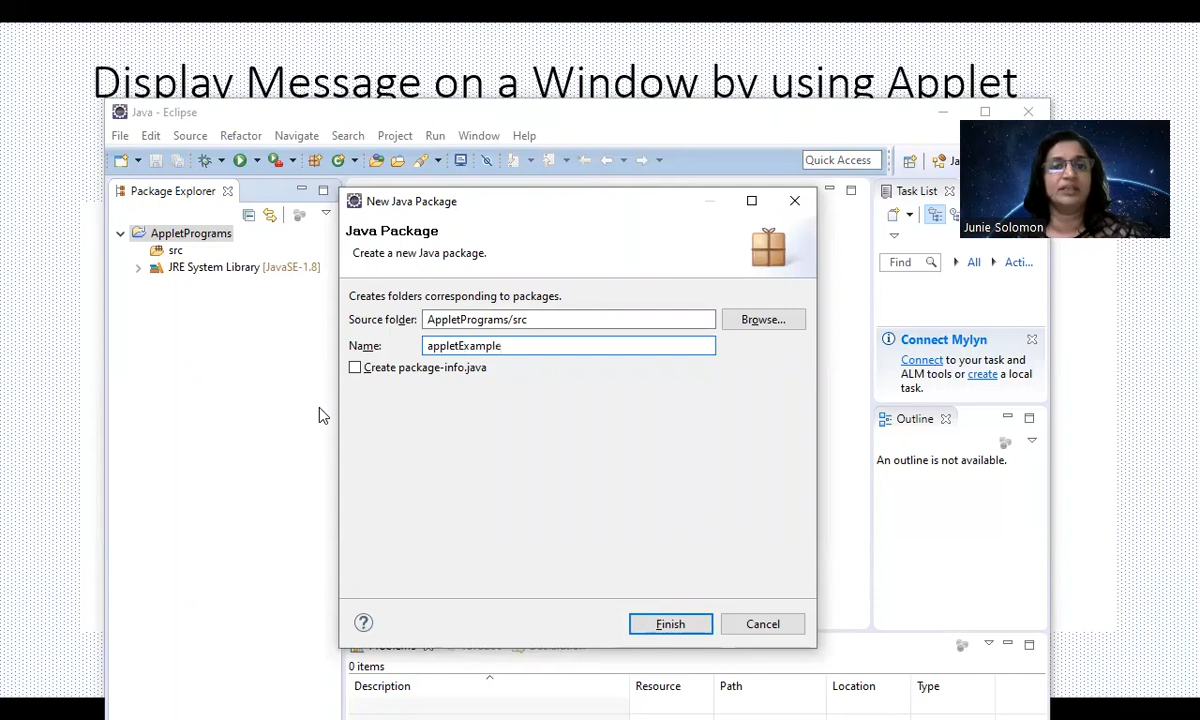 Display Message on a Window by using Applet
Java - Eclipse
File Edit Source Refactor Navigate Search Project Run Window Help
Quick Access
Package Explorer
AppletPrograms
src
JRE System Library [JavaSE-1.8]
New Java Package
Java Package
Create a new Java package.
Creates folders corresponding to packages.
Source folder: AppletPrograms/src Browse...
Name: appletExample
Create package-info.java
Finish Cancel
Task List
Find All Acti...
Connect Mylyn
Connect to your task and
ALM tools or create a local
task.
Outline
An outline is not available.
Junie Solomon
0 items
Description Resource Path Location Type